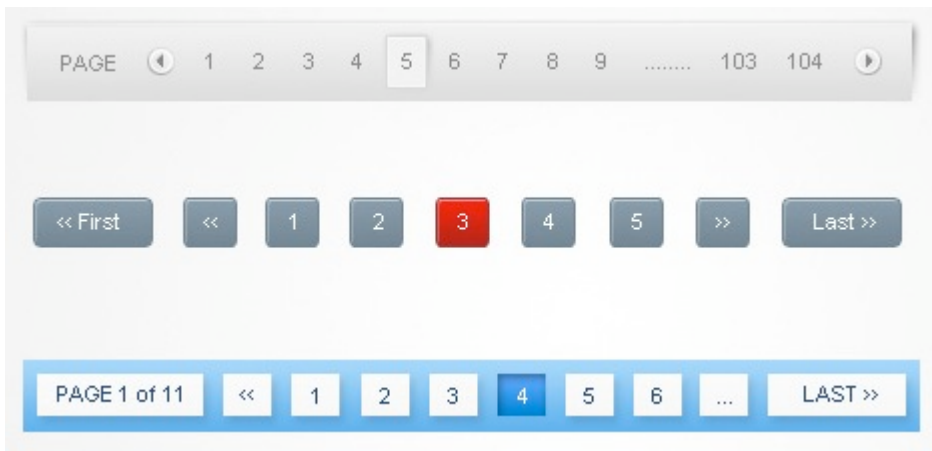 PAGE 1 2 3 4 5 6 7 8 9 ........ 103 104
<< First << 1 2 3 4 5 >> Last >>
PAGE 1 of 11 << 1 2 3 4 5 6 ... LAST >>